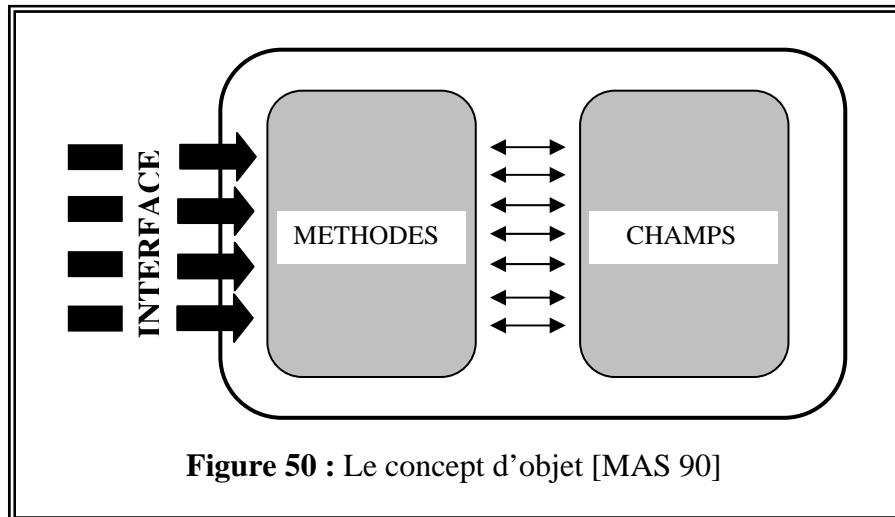 INTERFACE
METHODES
CHAMPS
Figure 50 : Le concept d’objet [MAS 90]